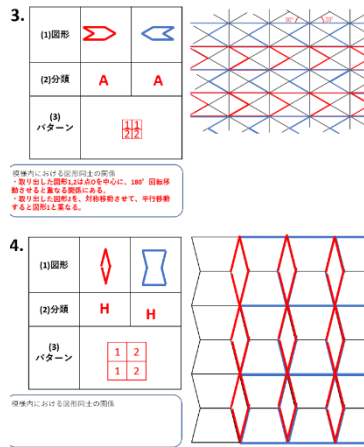 3.
(1)図形
(2)分類 A A
(3)
パターン
1 1
2 2
30° 30°
模様内における図形同士の関係
・取り出した図形1,2は点Oを中心に、180°回転移
動させると重なる関係にある。
・取り出した図形2を、対称移動させて、平行移動
すると図形1と重なる。
4.
(1)図形
(2)分類 H H
(3)
パターン
1 2
1 2
模様内における図形同士の関係